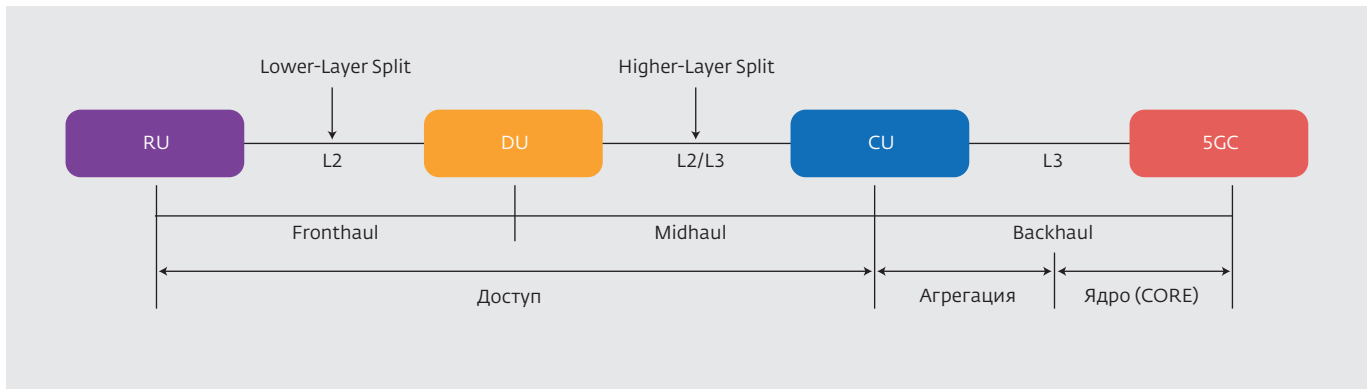 Lower-Layer Split
Higher-Layer Split
RU
DU
CU
5GC
L2
L2/L3
L3
Fronthaul
Midhaul
Backhaul
Доступ
Агрегация
Ядро (CORE)